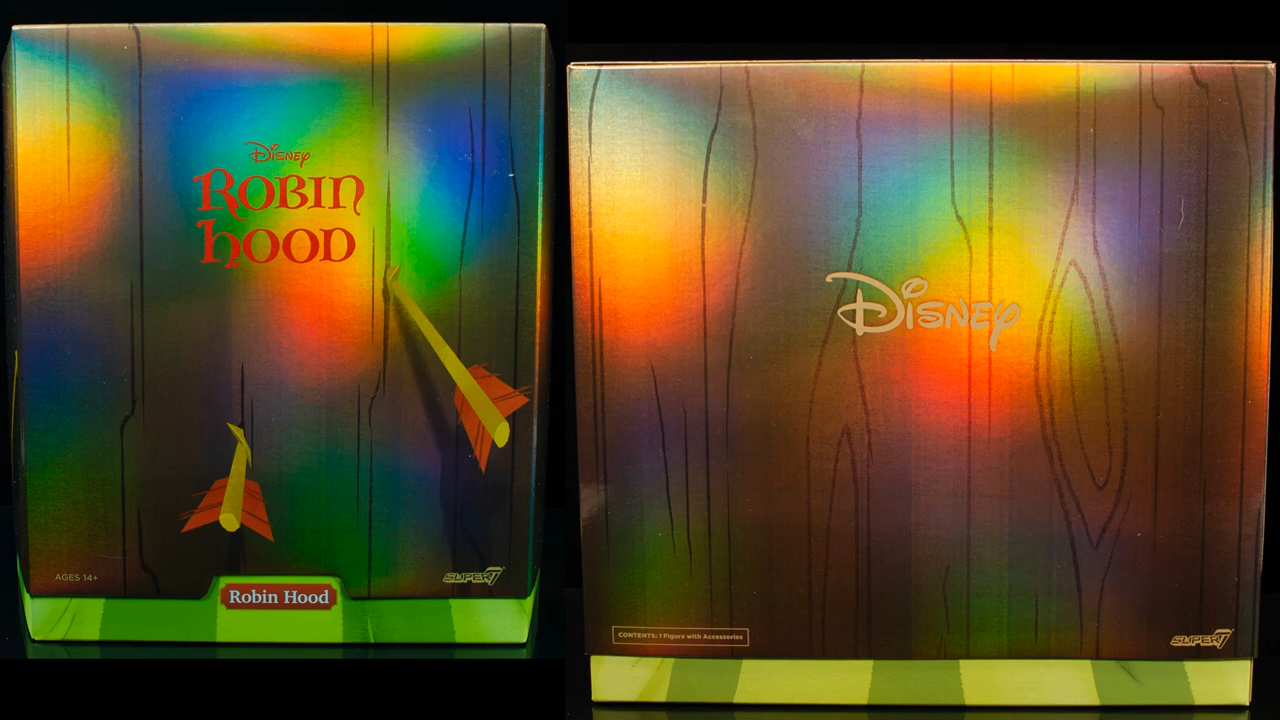 Disney
ROBIN
HOOD
AGES 14+
SUPER7
Robin Hood
Disney
CONTENTS: 1 Figure with Accessories
SUPER7